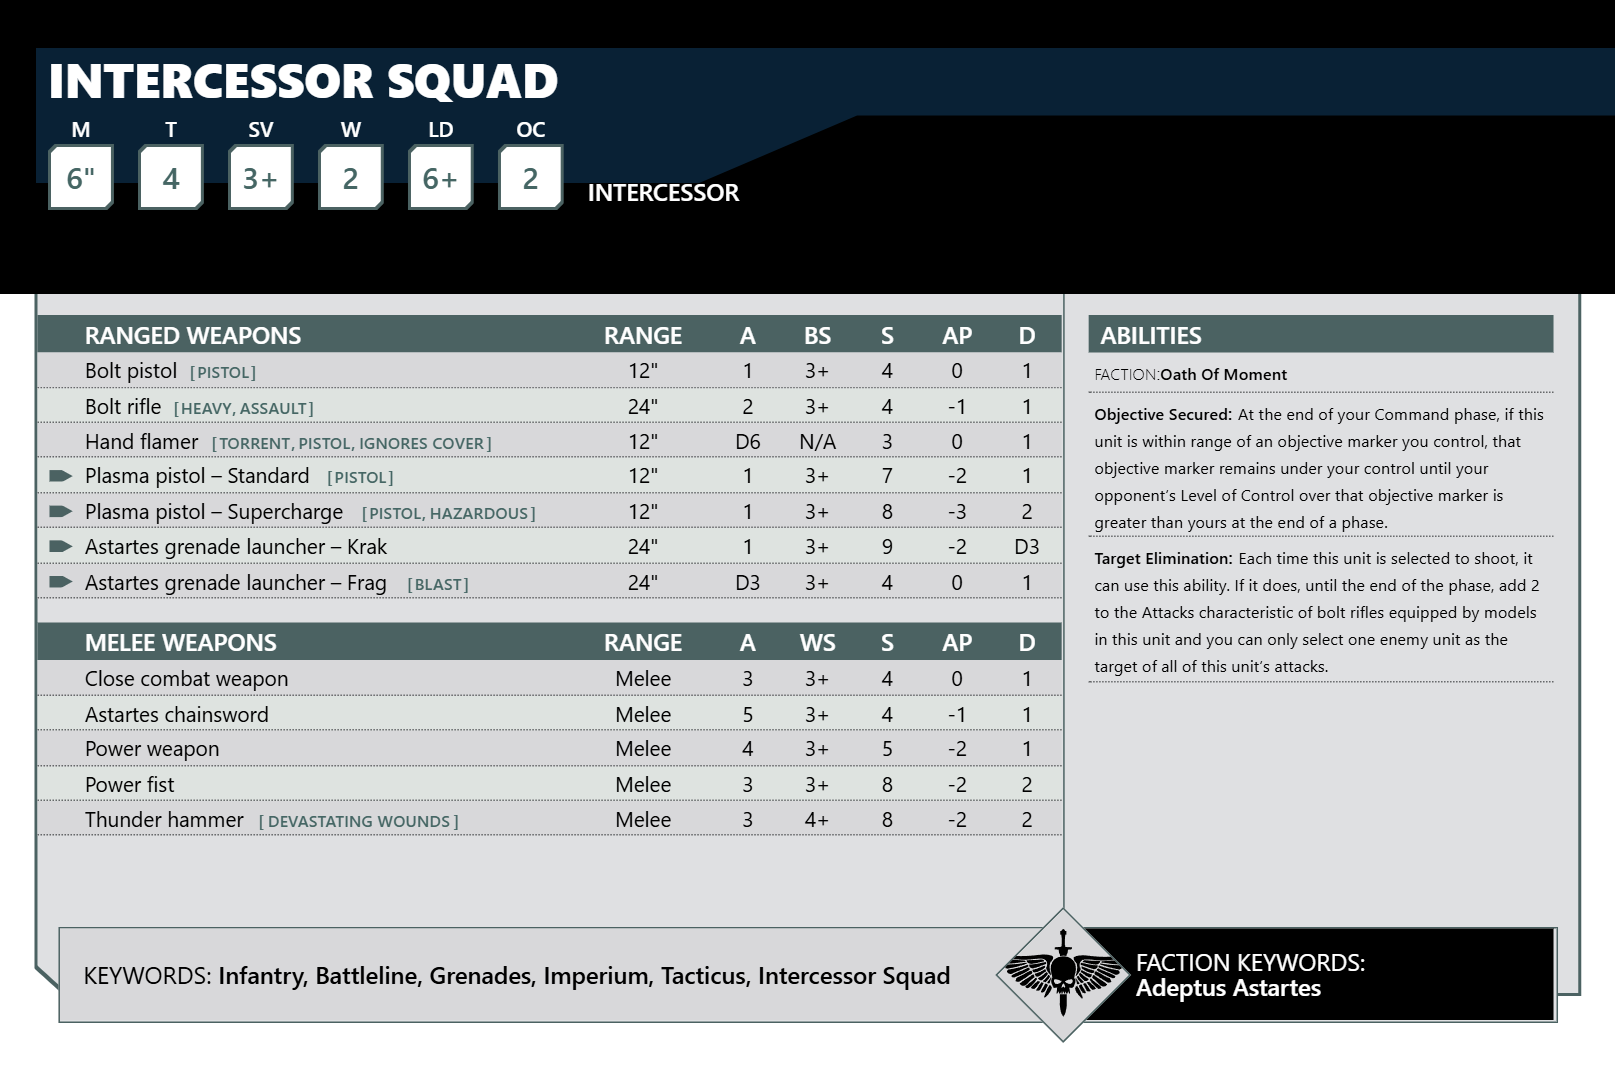 INTERCESSOR SQUAD
M T SV W LD OC
6" 4 3+ 2 6+ 2 INTERCESSOR
RANGED WEAPONS RANGE A BS S AP D
Bolt pistol [PISTOL] 12" 1 3+ 4 0 1
Bolt rifle [HEAVY, ASSAULT] 24" 2 3+ 4 -1 1
Hand flamer [TORRENT, PISTOL, IGNORES COVER] 12" D6 N/A 3 0 1
Plasma pistol – Standard [PISTOL] 12" 1 3+ 7 -2 1
Plasma pistol – Supercharge [PISTOL, HAZARDOUS] 12" 1 3+ 8 -3 2
Astartes grenade launcher – Krak 24" 1 3+ 9 -2 D3
Astartes grenade launcher – Frag [BLAST] 24" D3 3+ 4 0 1
MELEE WEAPONS RANGE A WS S AP D
Close combat weapon Melee 3 3+ 4 0 1
Astartes chainsword Melee 5 3+ 4 -1 1
Power weapon Melee 4 3+ 5 -2 1
Power fist Melee 3 3+ 8 -2 2
Thunder hammer [DEVASTATING WOUNDS] Melee 3 4+ 8 -2 2
ABILITIES
FACTION:Oath Of Moment
Objective Secured: At the end of your Command phase, if this
unit is within range of an objective marker you control, that
objective marker remains under your control until your
opponent's Level of Control over that objective marker is
greater than yours at the end of a phase.
Target Elimination: Each time this unit is selected to shoot, it
can use this ability. If it does, until the end of the phase, add 2
to the Attacks characteristic of bolt rifles equipped by models
in this unit and you can only select one enemy unit as the
target of all of this unit's attacks.
KEYWORDS: Infantry, Battleline, Grenades, Imperium, Tacticus, Intercessor Squad
FACTION KEYWORDS:
Adeptus Astartes